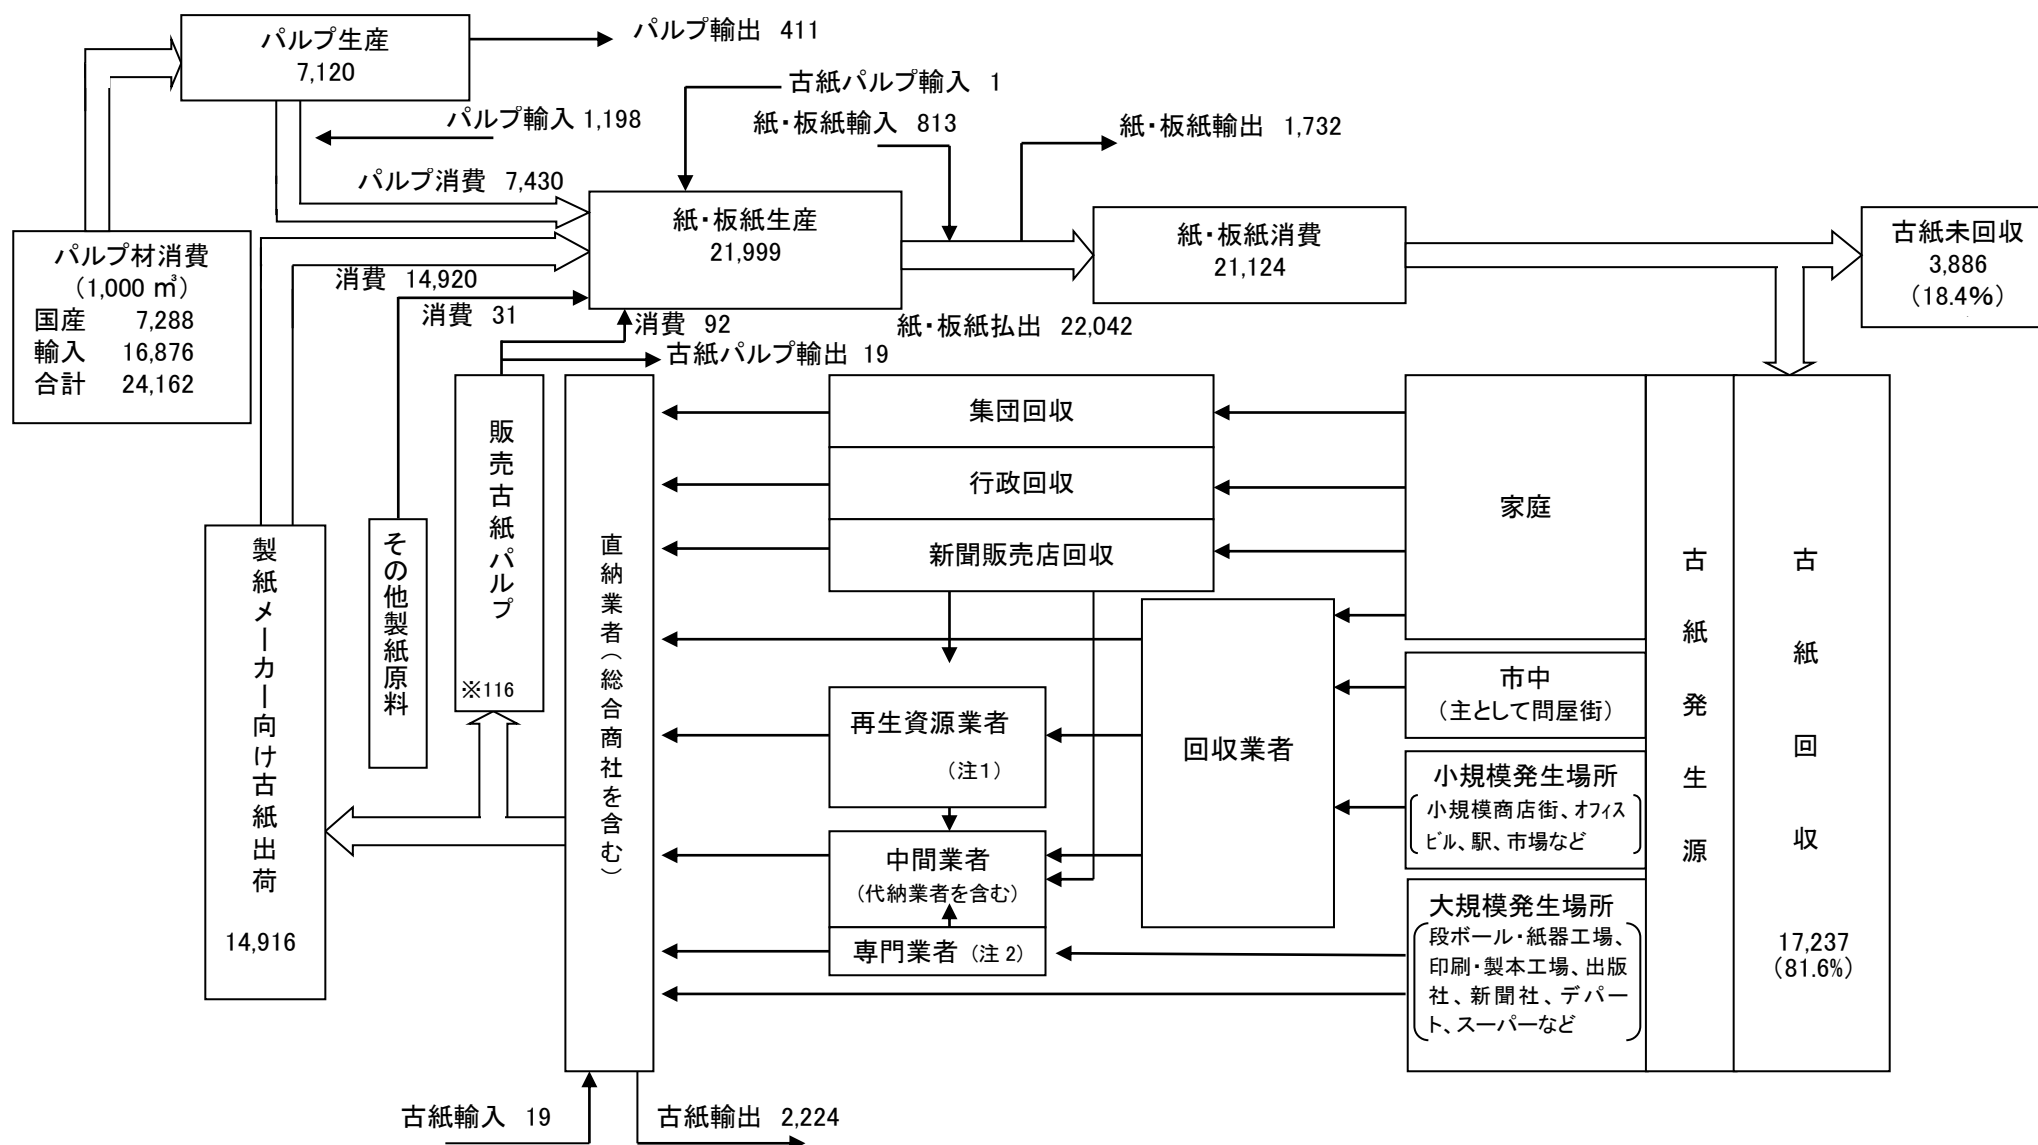 パルプ生産
7,120
パルプ輸出 411
古紙パルプ輸入 1
パルプ輸入 1,198
紙・板紙輸入 813
紙・板紙輸出 1,732
パルプ消費 7,430
紙・板紙生産
21,999
紙・板紙消費
21,124
古紙未回収
3,886
(18.4%)
パルプ材消費
(1,000 ㎥)
国産 7,288
輸入 16,876
合計 24,162
消費 14,920
消費 31
消費 92
紙・板紙払出 22,042
古紙パルプ輸出 19
製紙メーカー向け古紙出荷
14,916
その他製紙原料
販売古紙パルプ
※116
直納業者(総合商社を含む)
集団回収
行政回収
新聞販売店回収
再生資源業者
(注1)
中間業者
(代納業者を含む)
専門業者 (注 2)
回収業者
家庭
市中
(主として問屋街)
小規模発生場所
小規模商店街、オフィス
ビル、駅、市場など
大規模発生場所
段ボール・紙器工場、
印刷・製本工場、出版
社、新聞社、デパー
ト、スーパーなど
古紙発生源
古紙回収
17,237
(81.6%)
古紙輸入 19
古紙輸出 2,224